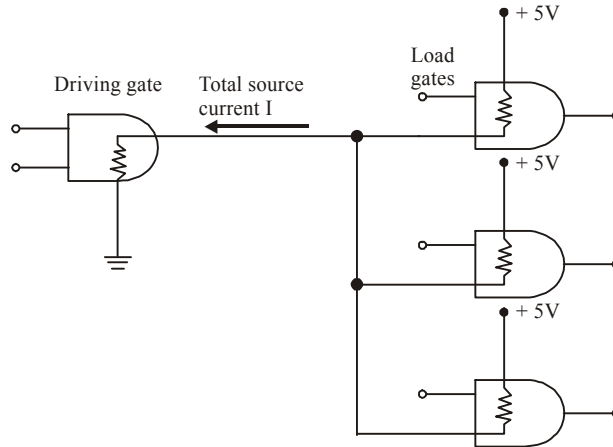 + 5V
Load
gates
Driving gate
Total source
current I
+ 5V
+ 5V